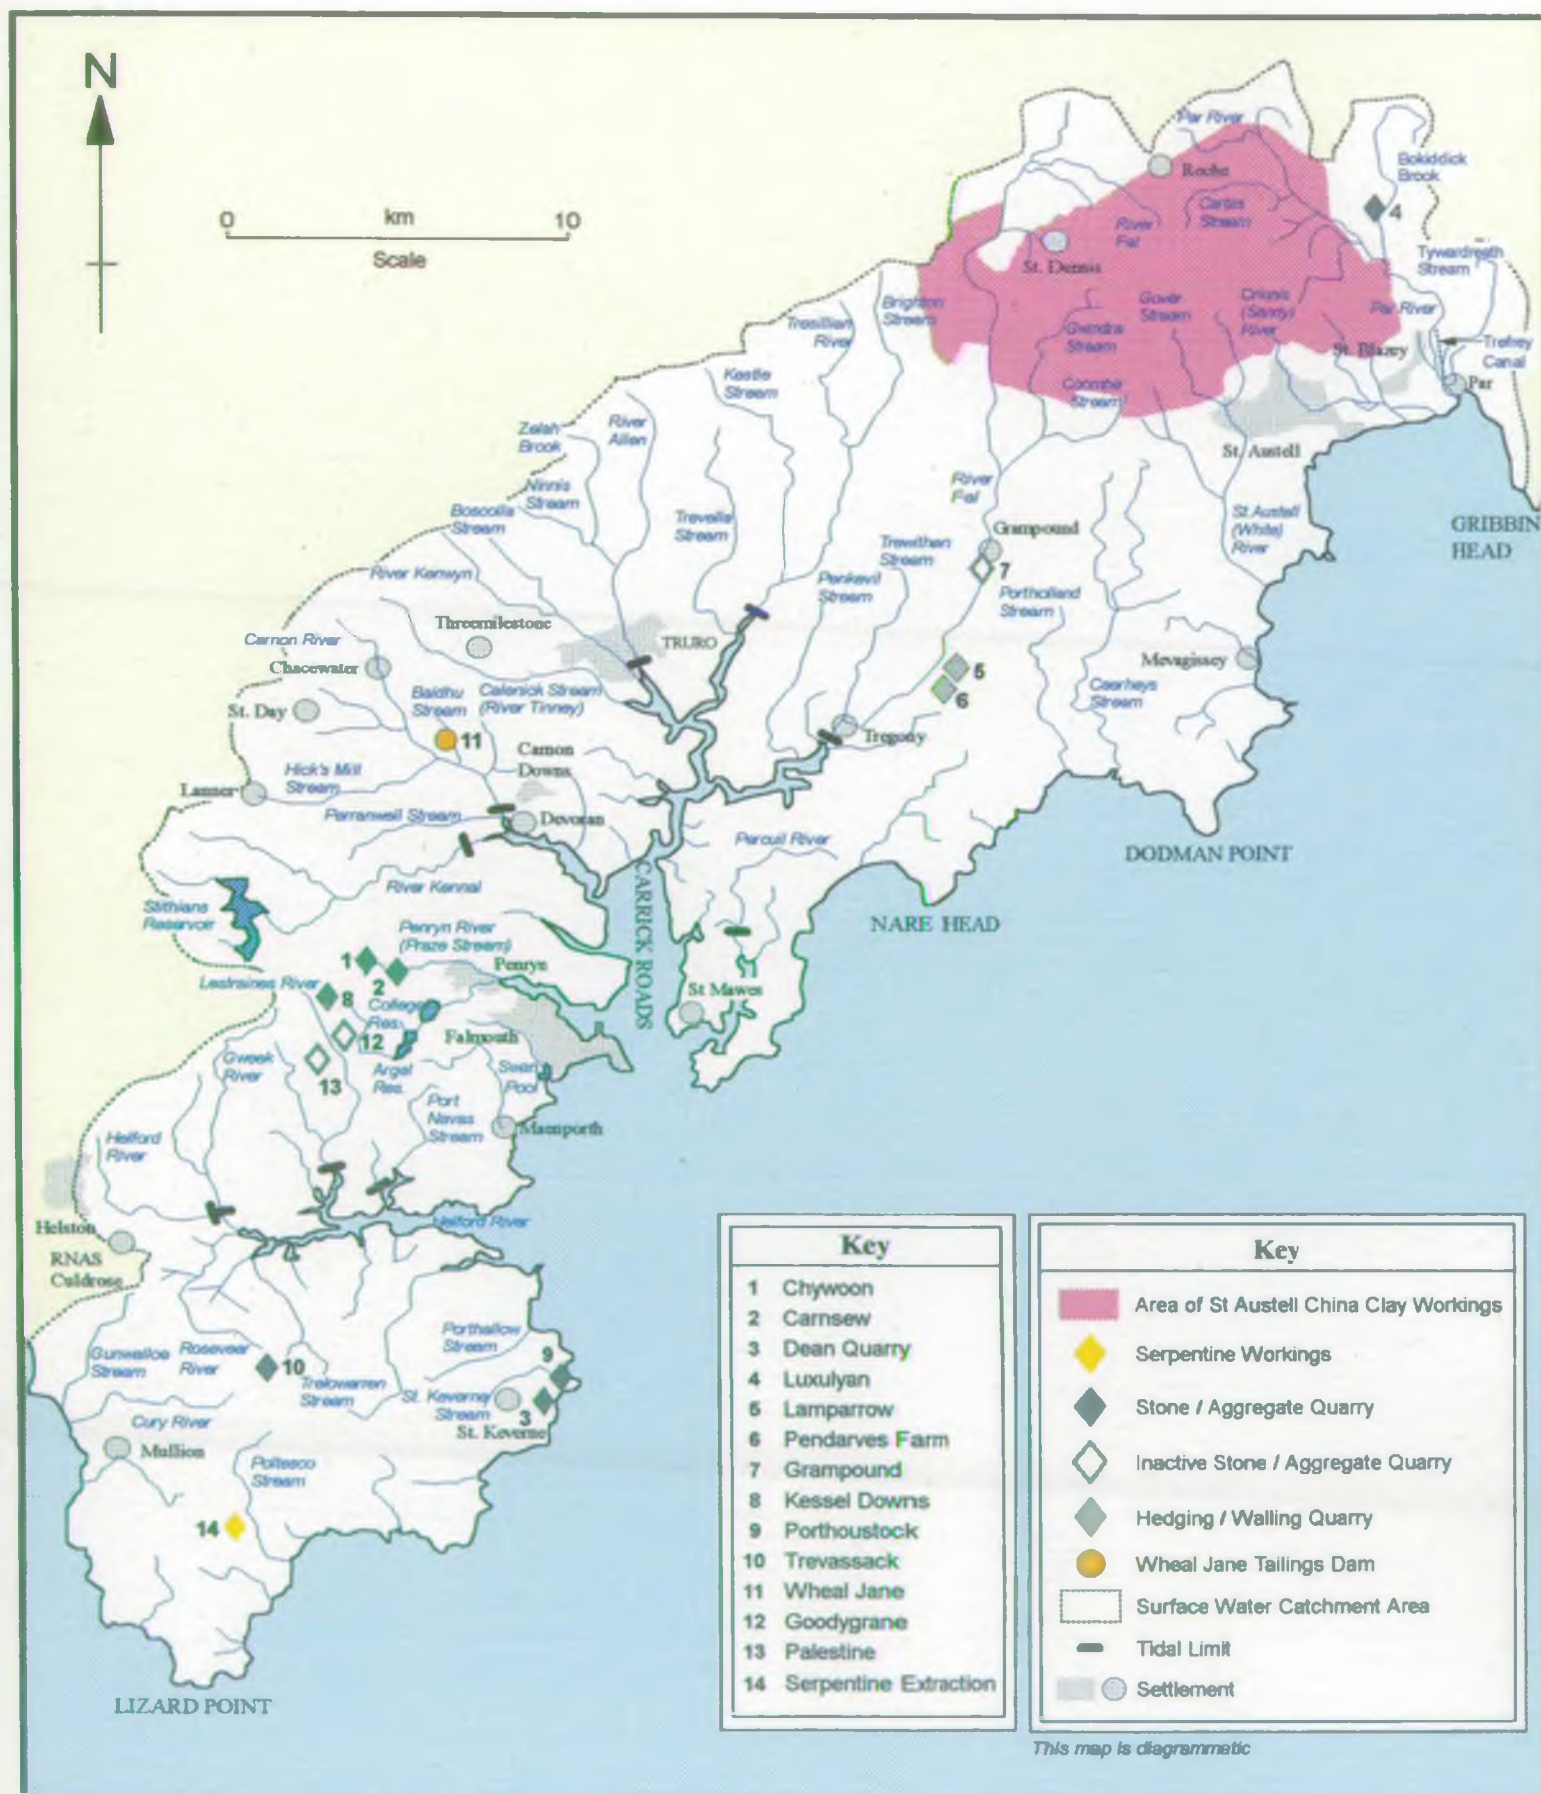 N
0 km 10
Scale
Par River
Bokiddick
Brook
Roche
Carbis
Stream
4
River
Fal
St. Dennis
Tywardreath
Stream
Brighton
Stream
Gover
Stream
Crinnis
(Sandy)
River
Par River
Tresillian
River
Gwindra
Stream
St. Blazey
Trefrey
Canal
Kestle
Stream
Coombe
Stream
Par
Zelah
Brook
River
Allen
St. Austell
River
Fal
Ninnis
Stream
Boscolla
Stream
Trevella
Stream
St Austell
(White)
River
GRIBBIN
HEAD
Grampound
Trewithen
Stream
7
River Kenwyn
Penkevil
Stream
Portholland
Stream
Threemilestone
TRURO
Carnon River
Chacewater
Mevagissey
5
6
Caerheys
Stream
Baldhu
Stream
Calenick Stream
(River Tinney)
St. Day
11
Tregony
Carnon
Downs
Hick's Mill
Stream
Lanner
Perranwell Stream
Devoran
Percuil River
DODMAN POINT
River Kennal
CARRICK ROADS
Stithians
Reservoir
NARE HEAD
Penryn River
(Praze Stream)
1
2
Penryn
Lestraines River
8
College
Res.
St Mawes
12
Falmouth
Gweek
River
13
Argal
Res.
Swan
Pool
Port
Navas
Stream
Maenporth
Helford
River
Helston
Helford River
RNAS
Culdrose
Porthallow
Stream
Gunwalloe
Stream
Rosevear
River
10
9
Trelowarren
Stream
St. Keverne
Stream
3
Cury River
St. Keverne
Mullion
Poltesco
Stream
14
LIZARD POINT
Key
1 Chywoon
2 Carnsew
3 Dean Quarry
4 Luxulyan
5 Lamparrow
6 Pendarves Farm
7 Grampound
8 Kessel Downs
9 Porthoustock
10 Trevassack
11 Wheal Jane
12 Goodygrane
13 Palestine
14 Serpentine Extraction
Key
Area of St Austell China Clay Workings
Serpentine Workings
Stone / Aggregate Quarry
Inactive Stone / Aggregate Quarry
Hedging / Walling Quarry
Wheal Jane Tailings Dam
Surface Water Catchment Area
Tidal Limit
Settlement
This map is diagrammatic